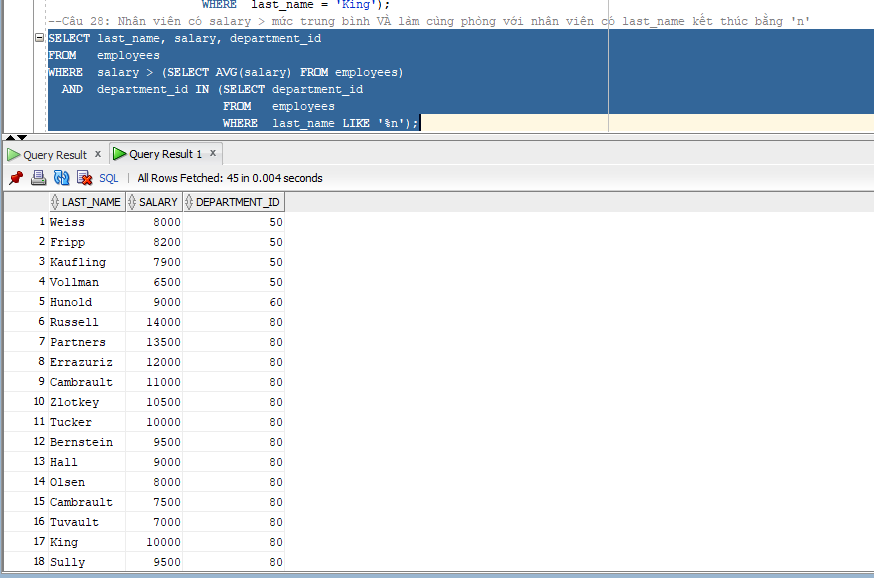 WHERE last_name = 'King');
--Câu 28: Nhân viên có salary > mức trung bình VÀ làm cùng phòng với nhân viên có last_name kết thúc bằng 'n'
SELECT last_name, salary, department_id
FROM employees
WHERE salary > (SELECT AVG(salary) FROM employees)
AND department_id IN (SELECT department_id
FROM employees
WHERE last_name LIKE '%n');
Query Result x Query Result 1 x
SQL | All Rows Fetched: 45 in 0.004 seconds
LAST_NAME SALARY DEPARTMENT_ID
1 Weiss 8000 50
2 Fripp 8200 50
3 Kaufling 7900 50
4 Vollman 6500 50
5 Hunold 9000 60
6 Russell 14000 80
7 Partners 13500 80
8 Errazuriz 12000 80
9 Cambrault 11000 80
10 Zlotkey 10500 80
11 Tucker 10000 80
12 Bernstein 9500 80
13 Hall 9000 80
14 Olsen 8000 80
15 Cambrault 7500 80
16 Tuvault 7000 80
17 King 10000 80
18 Sully 9500 80